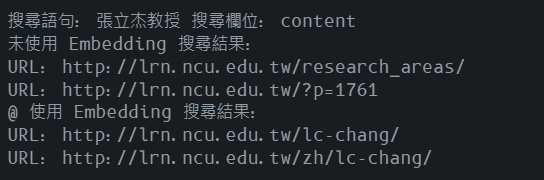 搜尋語句: 張立杰教授 搜尋欄位: content
未使用 Embedding 搜尋結果:
URL: http://lrn.ncu.edu.tw/research_areas/
URL: http://lrn.ncu.edu.tw/?p=1761
@ 使用 Embedding 搜尋結果:
URL: http://lrn.ncu.edu.tw/lc-chang/
URL: http://lrn.ncu.edu.tw/zh/lc-chang/